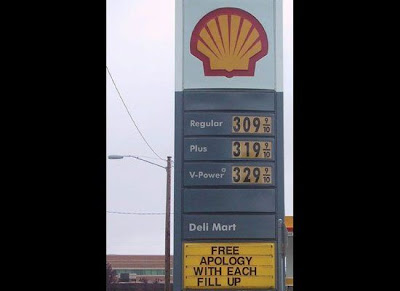 Regular 309 9/10
Plus 319 9/10
V-Power® 329 9/10
Deli Mart
FREE
APOLOGY
WITH EACH
FILL UP